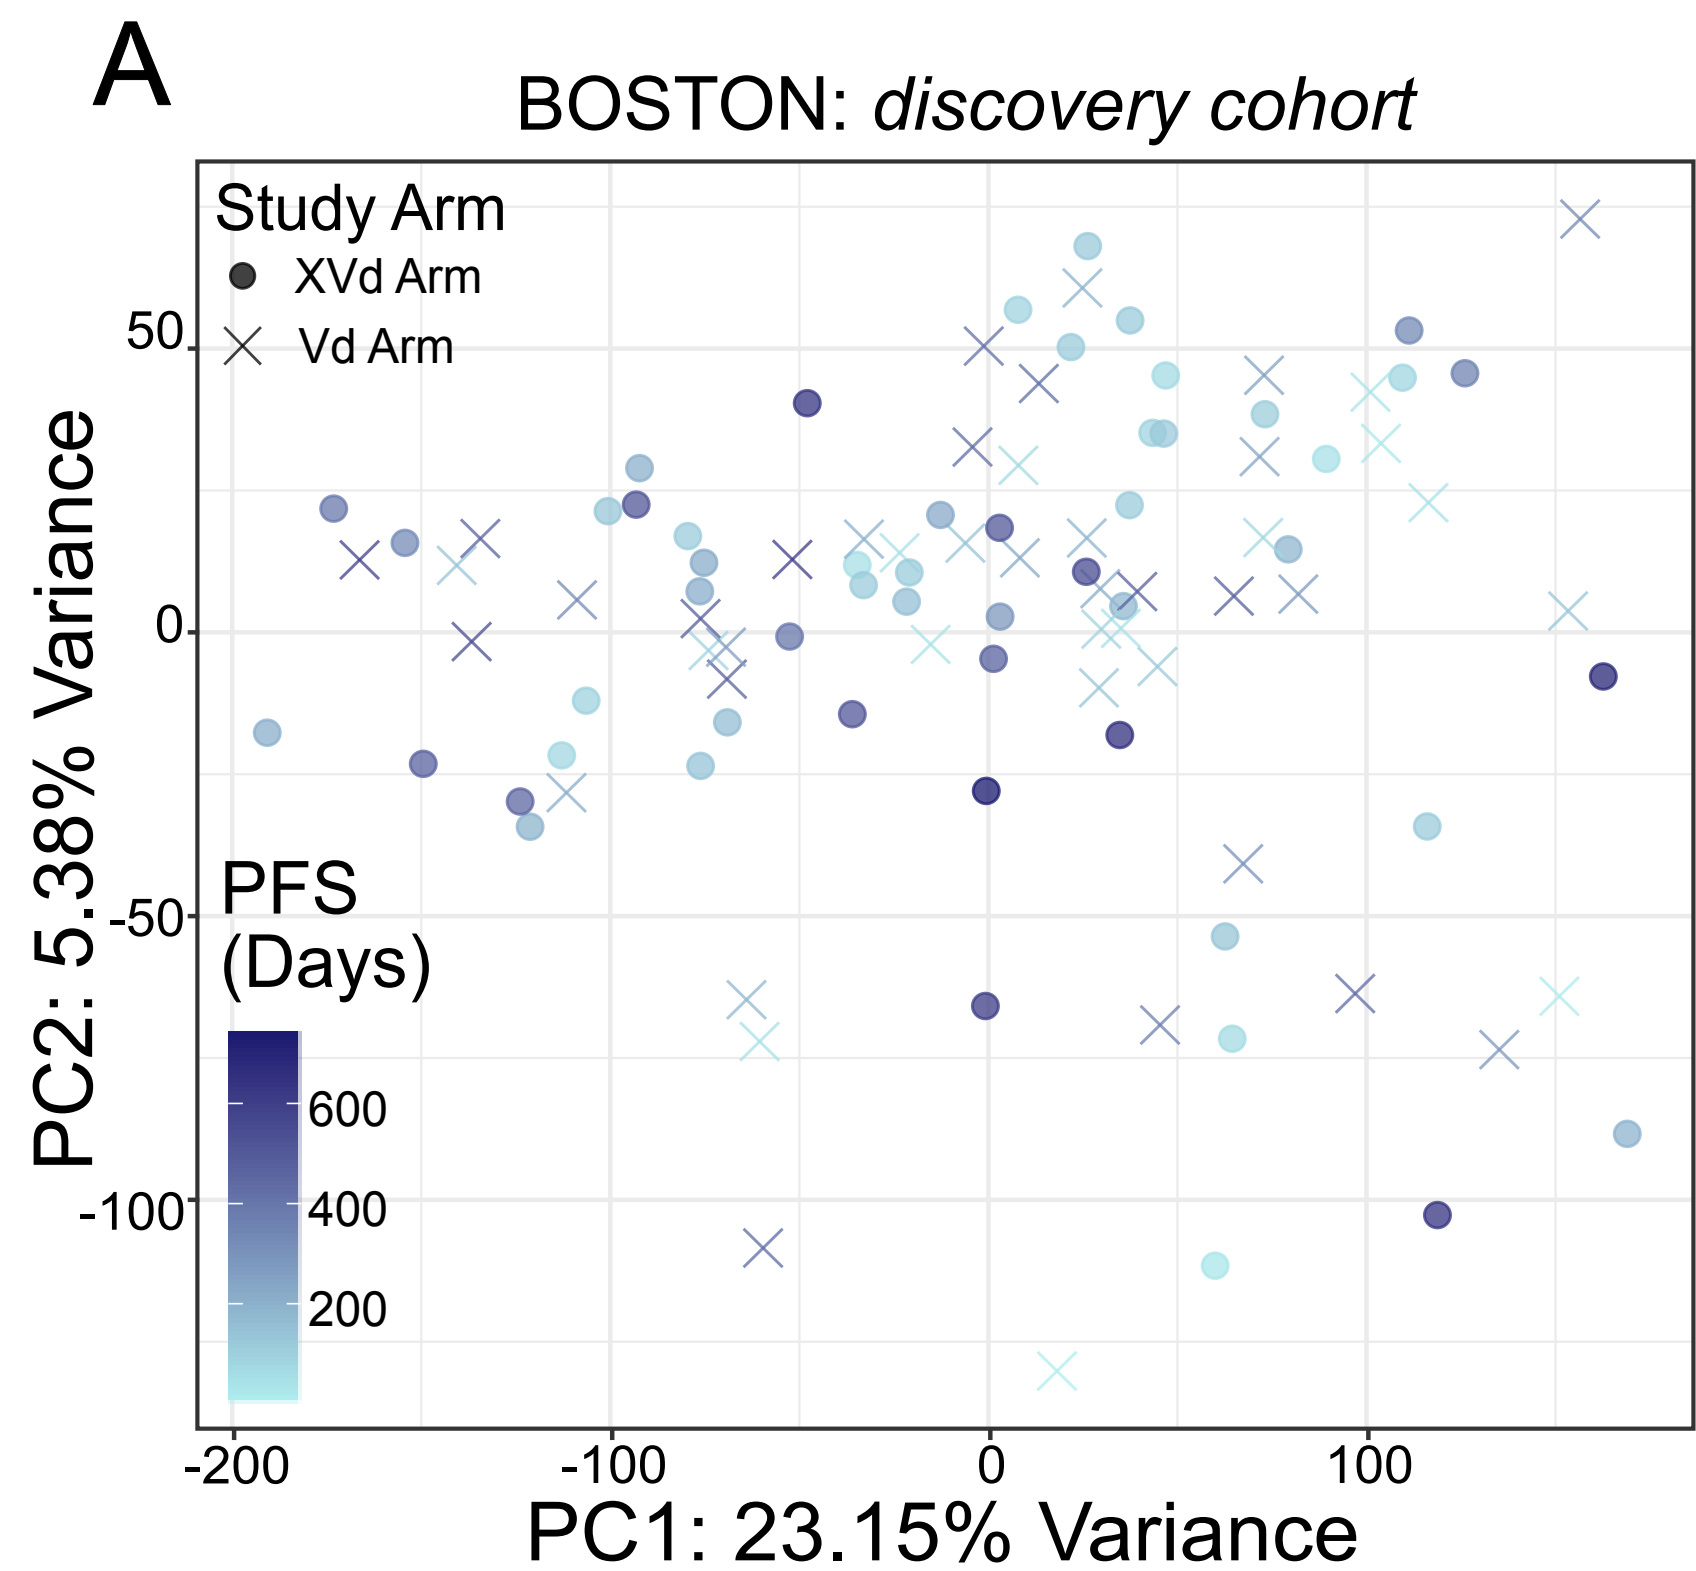 A
BOSTON: discovery cohort
Study Arm
XVd Arm
Vd Arm
PC2: 5.38% Variance
50
0
-50
-100
PFS
(Days)
600
400
200
-200
-100
0
100
PC1: 23.15% Variance